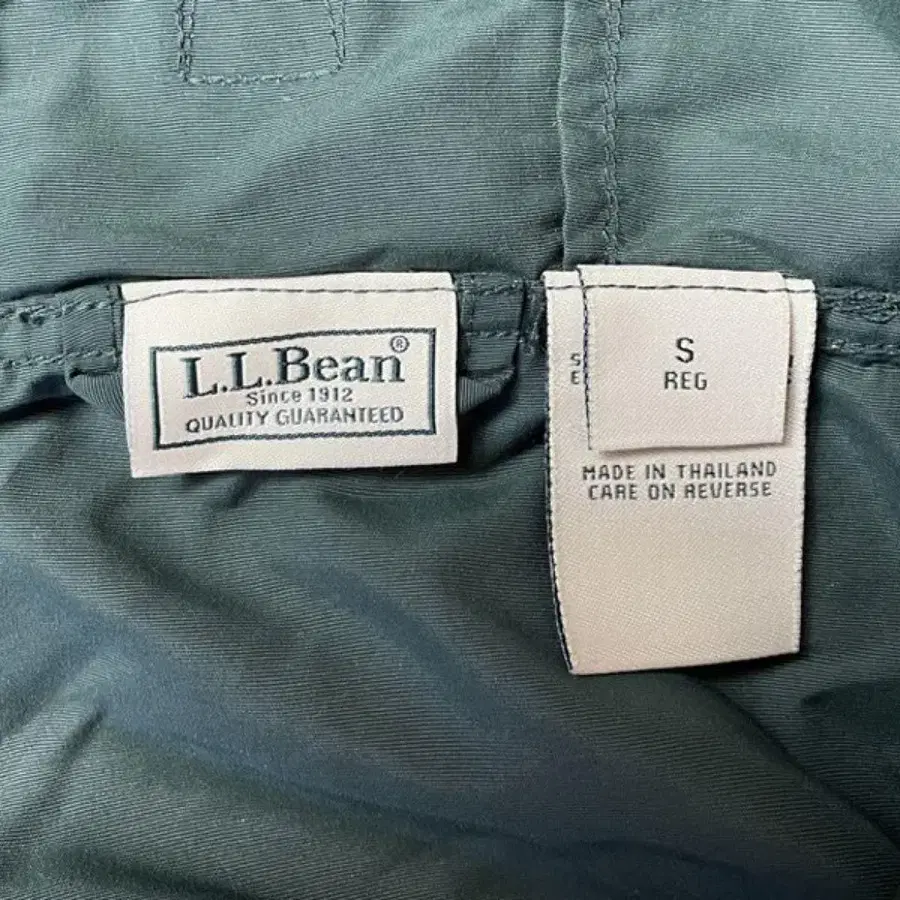 L.L.Bean®
Since 1912
QUALITY GUARANTEED
S
REG
MADE IN THAILAND
CARE ON REVERSE